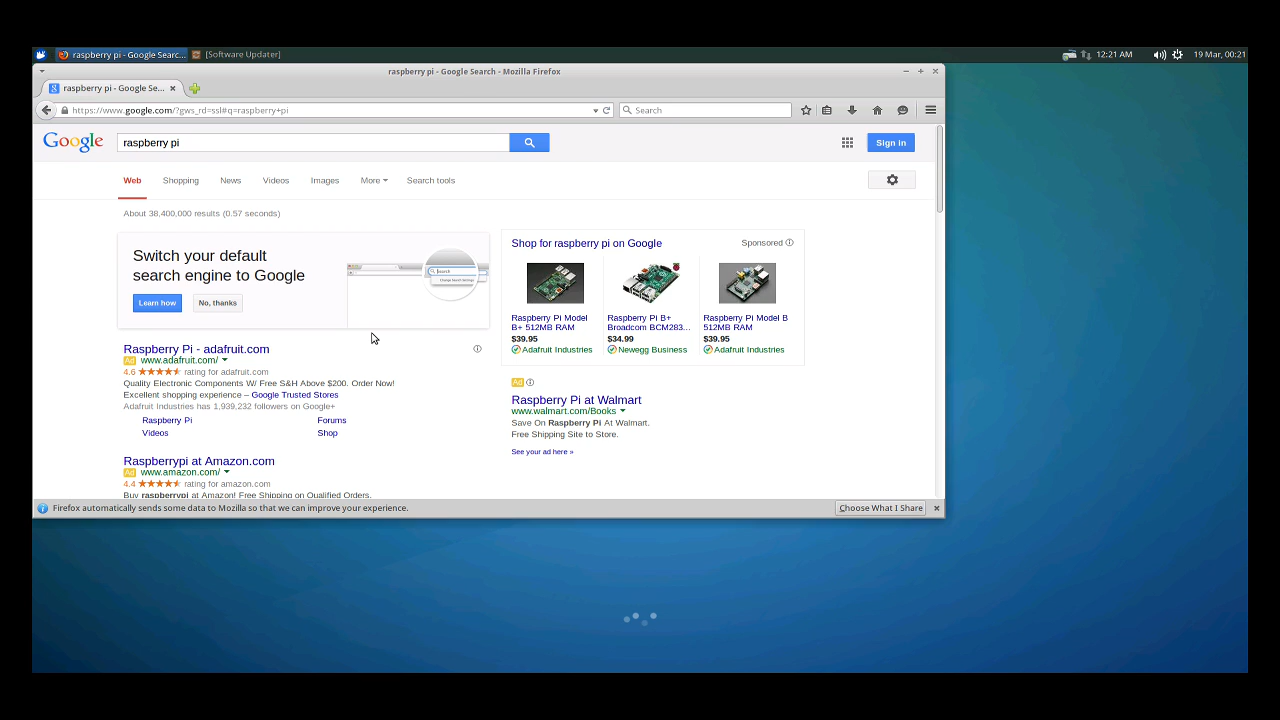 raspberry pi - Google Searc...
[Software Updater]
12:21 AM
19 Mar, 00:21
raspberry pi - Google Search - Mozilla Firefox
raspberry pi - Google Se...
https://www.google.com/?gws_rd=ssl#q=raspberry+pi
Search
Google
raspberry pi
Sign in
Web
Shopping
News
Videos
Images
More
Search tools
About 38,400,000 results (0.57 seconds)
Switch your default
search engine to Google
Learn how
No, thanks
Search
Change Search Settings
Raspberry Pi - adafruit.com
Ad www.adafruit.com/
4.6 ★★★★★ rating for adafruit.com
Quality Electronic Components W/ Free S&H Above $200. Order Now!
Excellent shopping experience – Google Trusted Stores
Adafruit Industries has 1,939,232 followers on Google+
Raspberry Pi
Forums
Videos
Shop
Raspberrypi at Amazon.com
Ad www.amazon.com/
4.4 ★★★★★ rating for amazon.com
Buy raspberrypi at Amazon! Free Shipping on Qualified Orders.
Shop for raspberry pi on Google
Sponsored
Raspberry Pi Model
B+ 512MB RAM
$39.95
Adafruit Industries
Raspberry Pi B+
Broadcom BCM283...
$34.99
Newegg Business
Raspberry Pi Model B
512MB RAM
$39.95
Adafruit Industries
Ad
Raspberry Pi at Walmart
www.walmart.com/Books
Save On Raspberry Pi At Walmart.
Free Shipping Site to Store.
See your ad here »
Firefox automatically sends some data to Mozilla so that we can improve your experience.
Choose What I Share